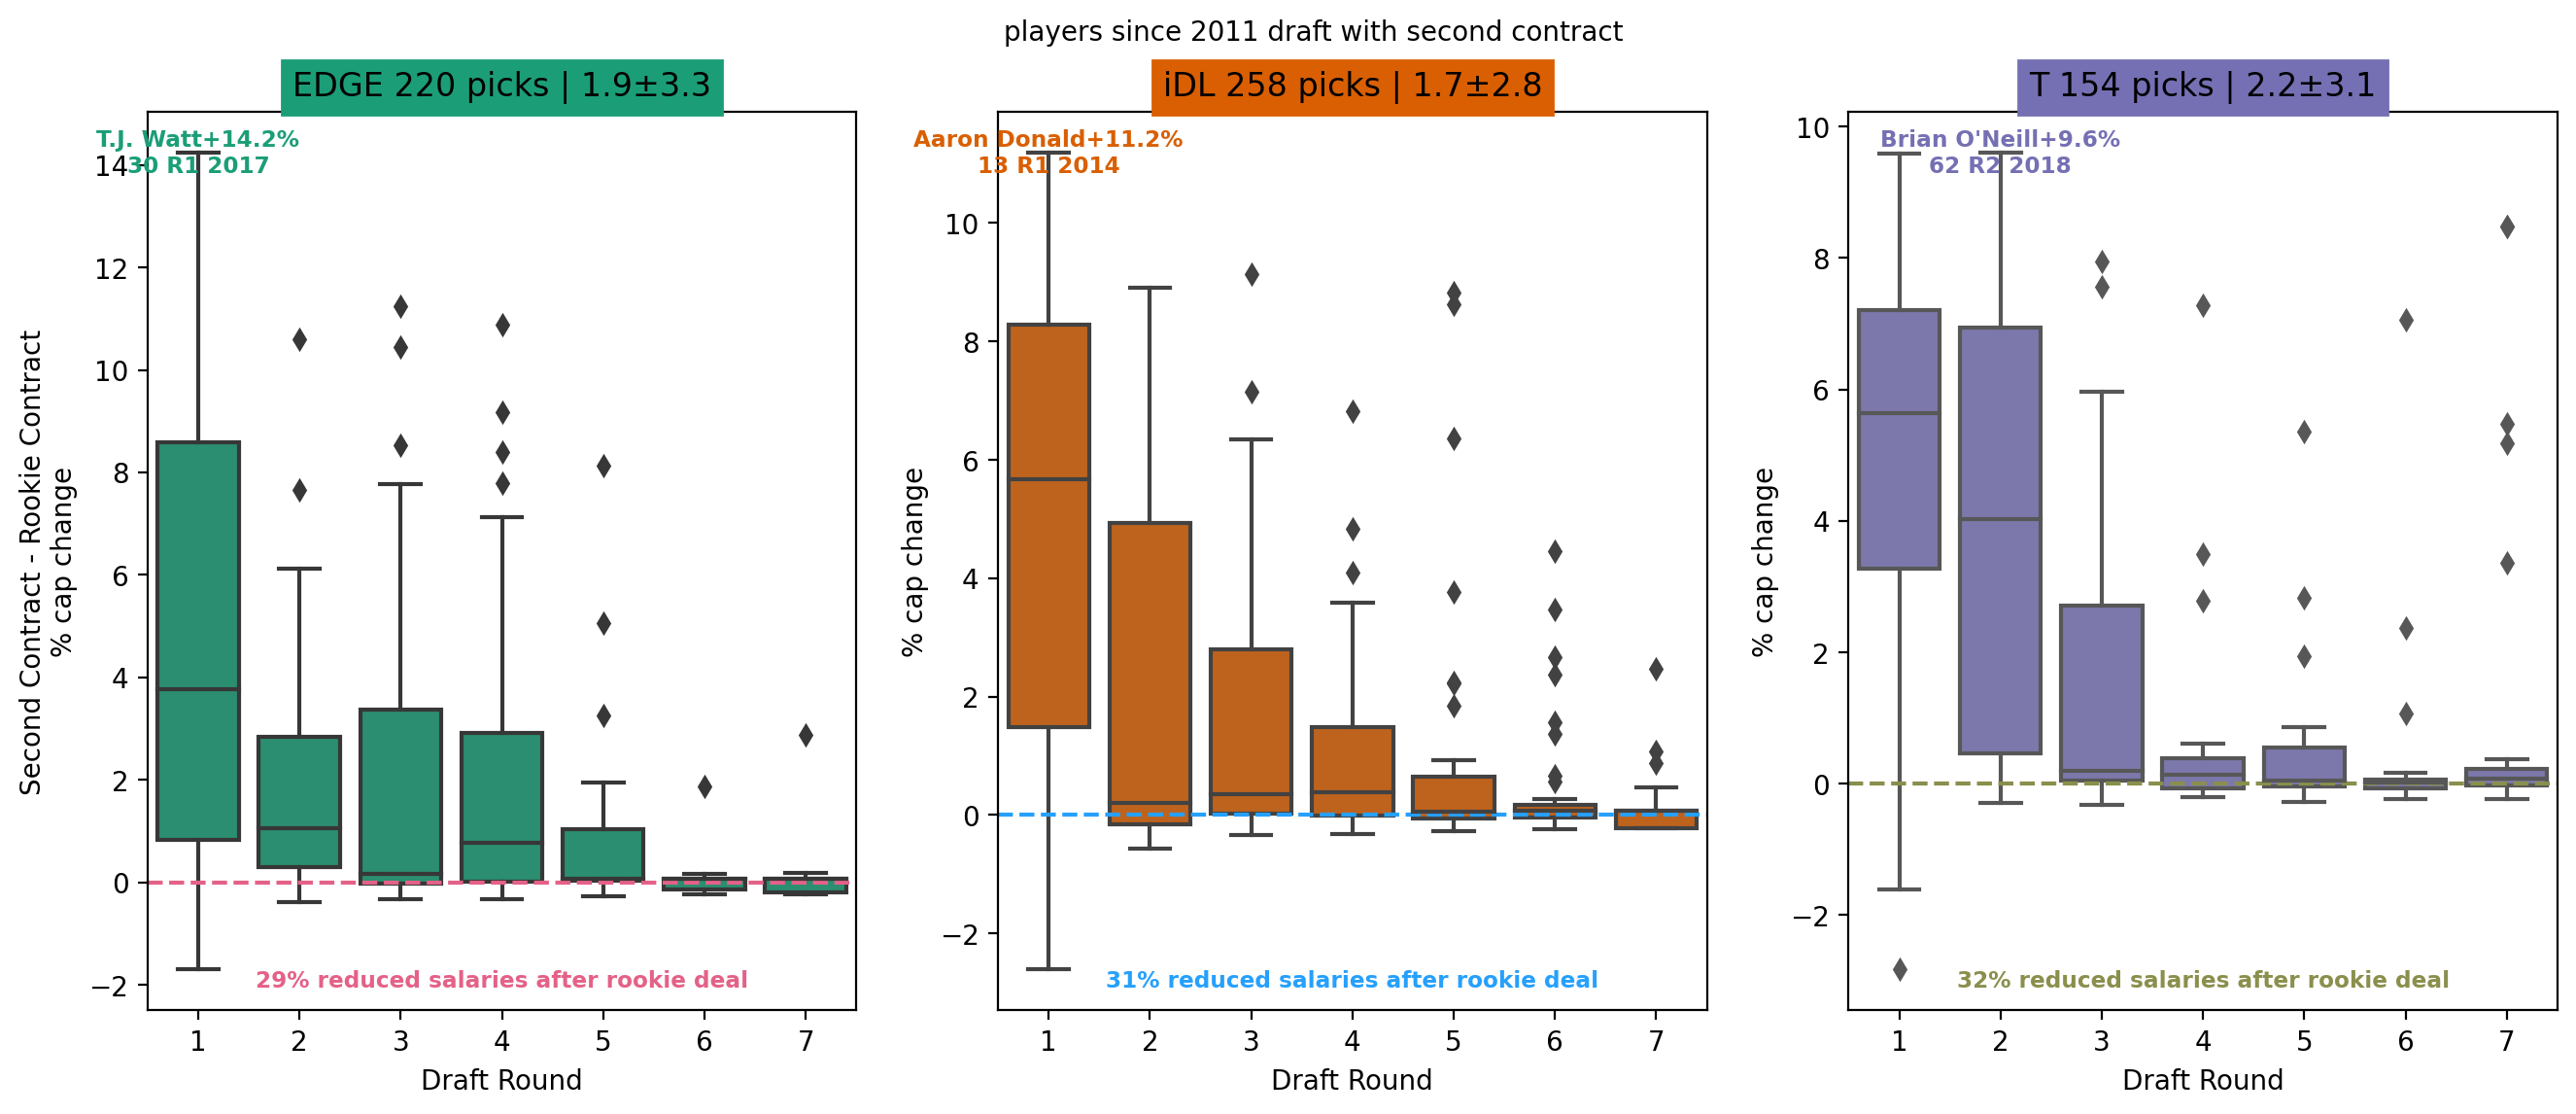 players since 2011 draft with second contract
EDGE 220 picks | 1.9±3.3
T.J. Watt+14.2%
30 R1 2017
Second Contract - Rookie Contract
% cap change
14
12
10
8
6
4
2
0
−2
29% reduced salaries after rookie deal
1 2 3 4 5 6 7
Draft Round
iDL 258 picks | 1.7±2.8
Aaron Donald+11.2%
13 R1 2014
% cap change
10
8
6
4
2
0
−2
31% reduced salaries after rookie deal
1 2 3 4 5 6 7
Draft Round
T 154 picks | 2.2±3.1
Brian O'Neill+9.6%
62 R2 2018
% cap change
10
8
6
4
2
0
−2
32% reduced salaries after rookie deal
1 2 3 4 5 6 7
Draft Round